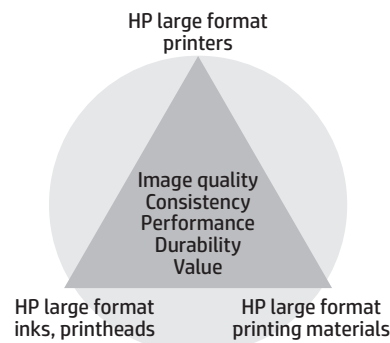 HP large format
printers
Image quality
Consistency
Performance
Durability
Value
HP large format
inks, printheads
HP large format
printing materials